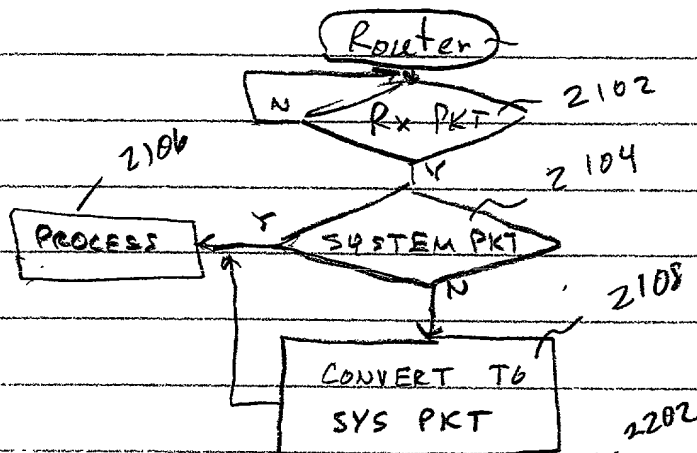 Router
N
RX PKT
2102
Y
2106
2104
Y
PROCESS
SYSTEM PKT
N
2108
CONVERT TO
SYS PKT
2202